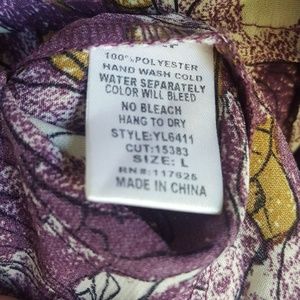 100% POLYESTER
HAND WASH COLD
WATER SEPARATELY
COLOR WILL BLEED
NO BLEACH
HANG TO DRY
STYLE:YL6411
CUT:15383
SIZE: L
RN#:117625
MADE IN CHINA